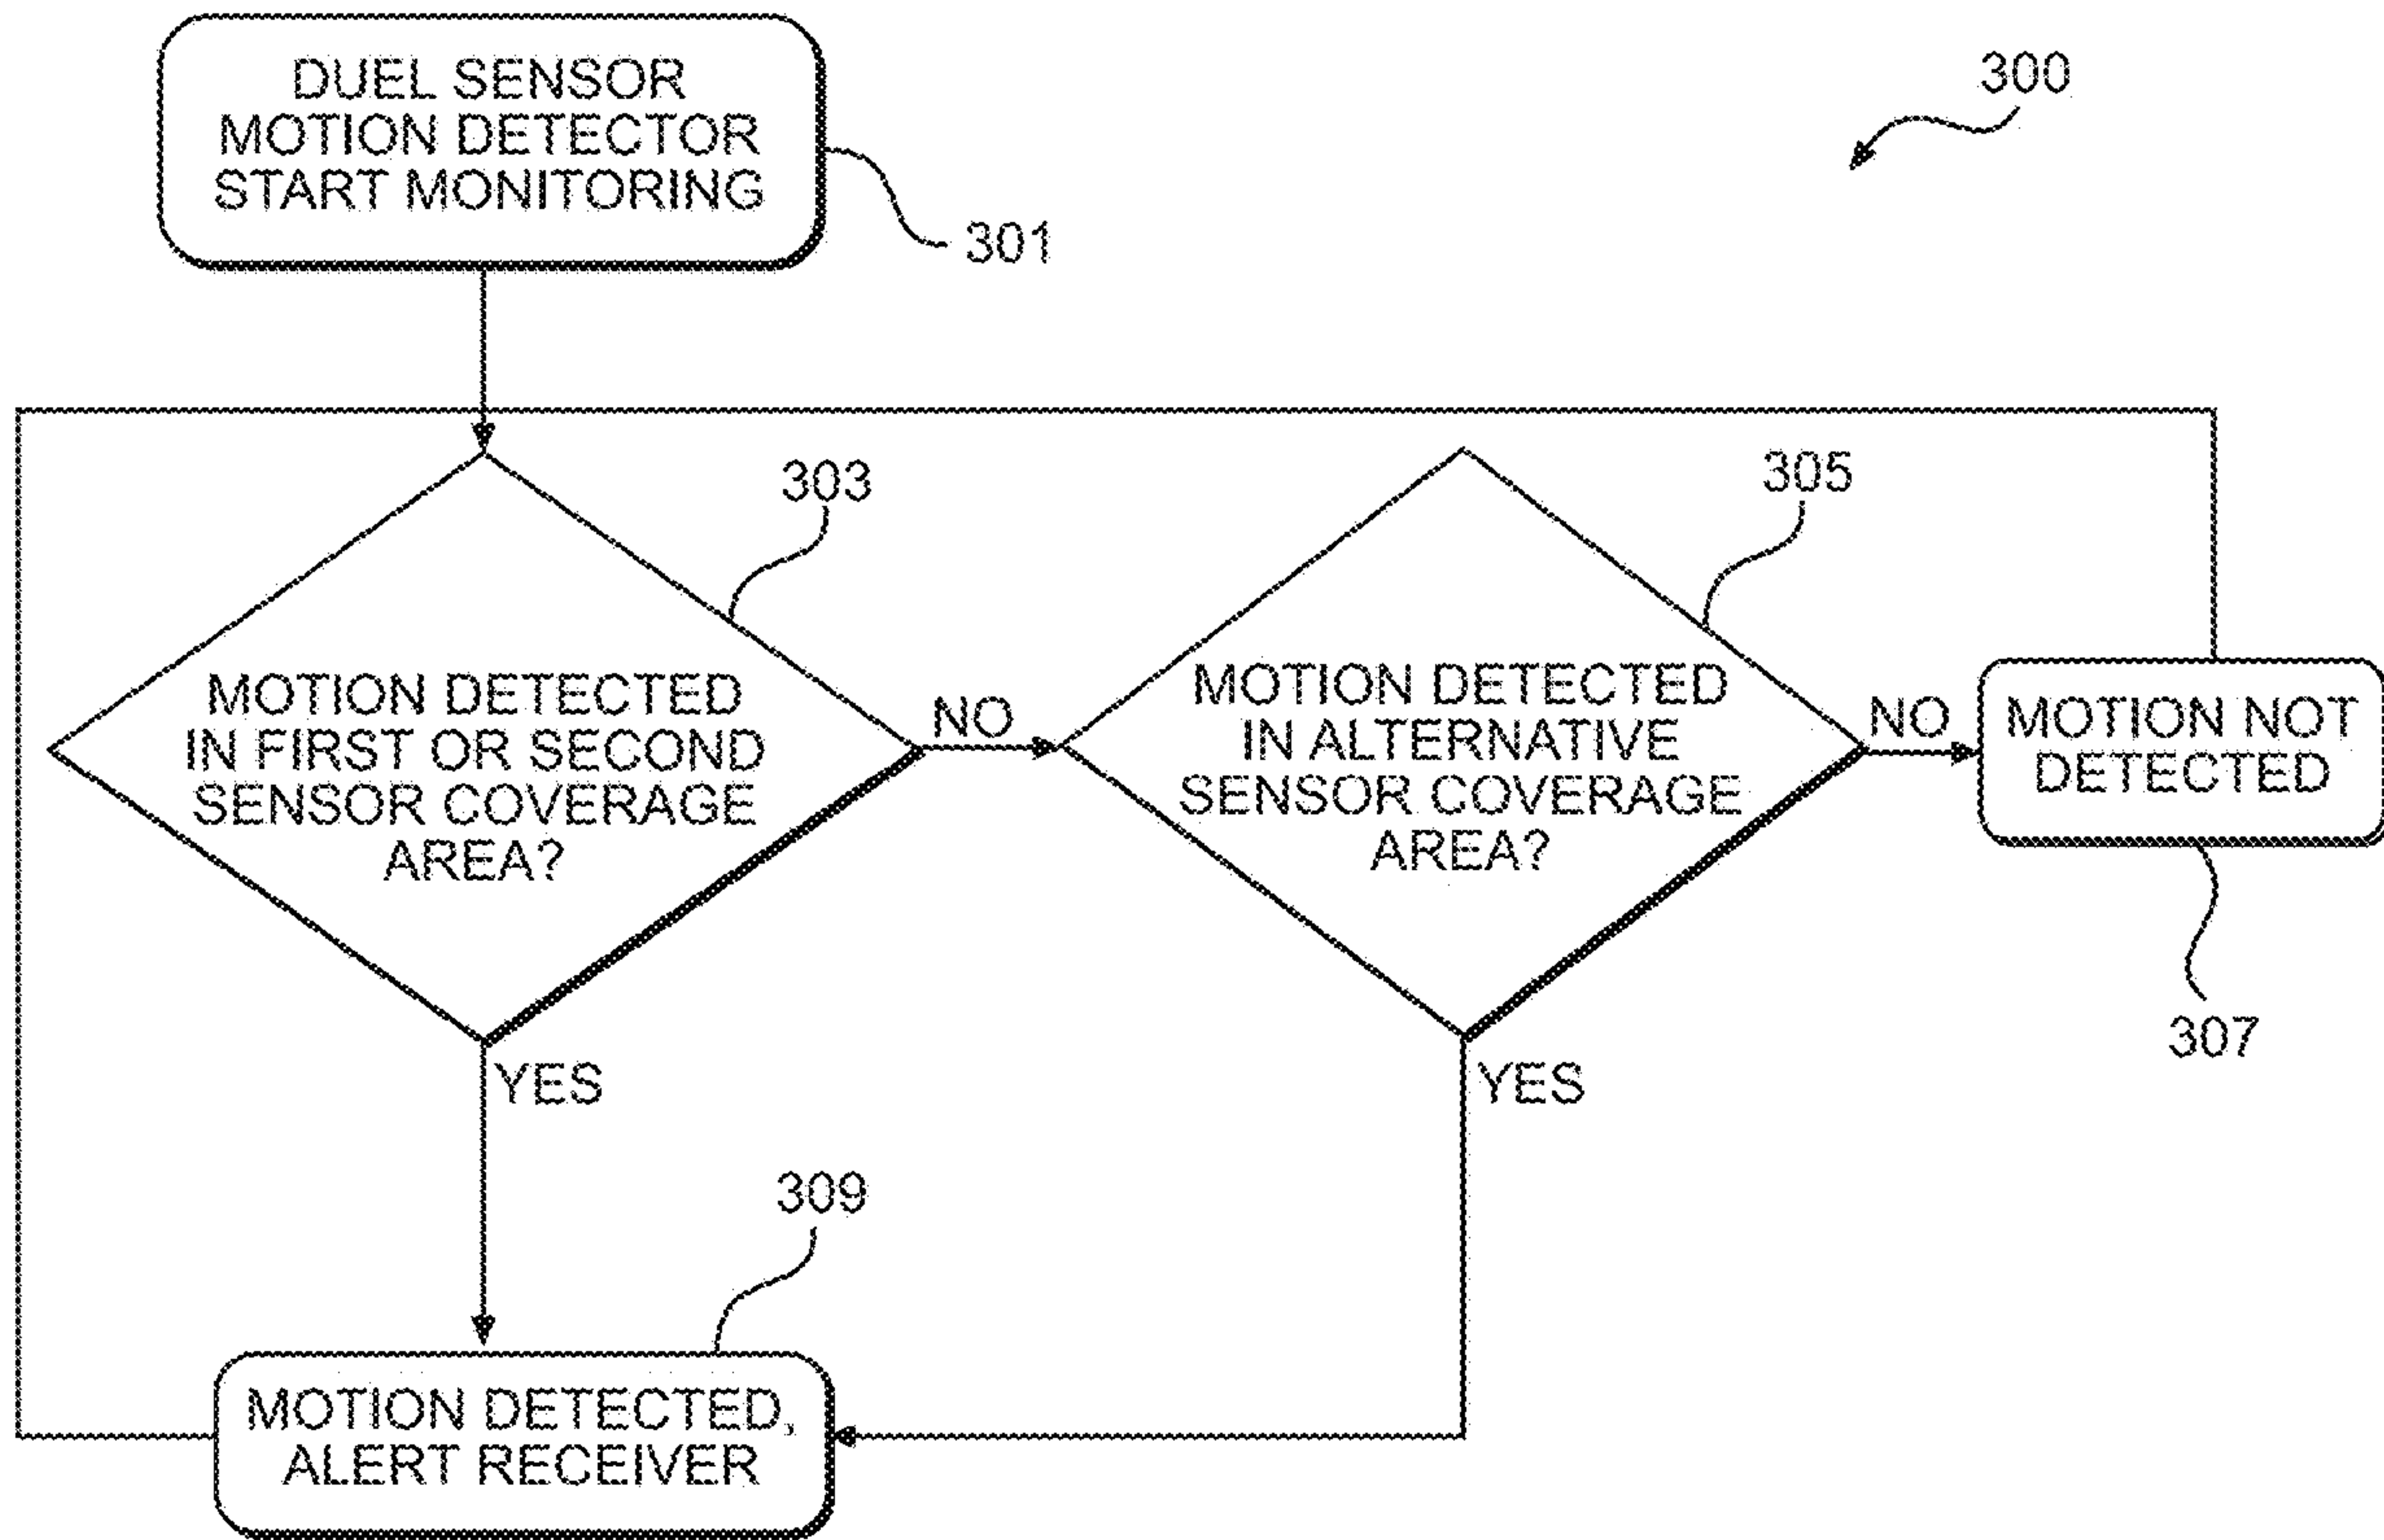 DUEL SENSOR
MOTION DETECTOR
START MONITORING
301
300
303
MOTION DETECTED
IN FIRST OR SECOND
SENSOR COVERAGE
AREA?
NO
YES
305
MOTION DETECTED
IN ALTERNATIVE
SENSOR COVERAGE
AREA?
NO
YES
MOTION NOT
DETECTED
307
309
MOTION DETECTED,
ALERT RECEIVER